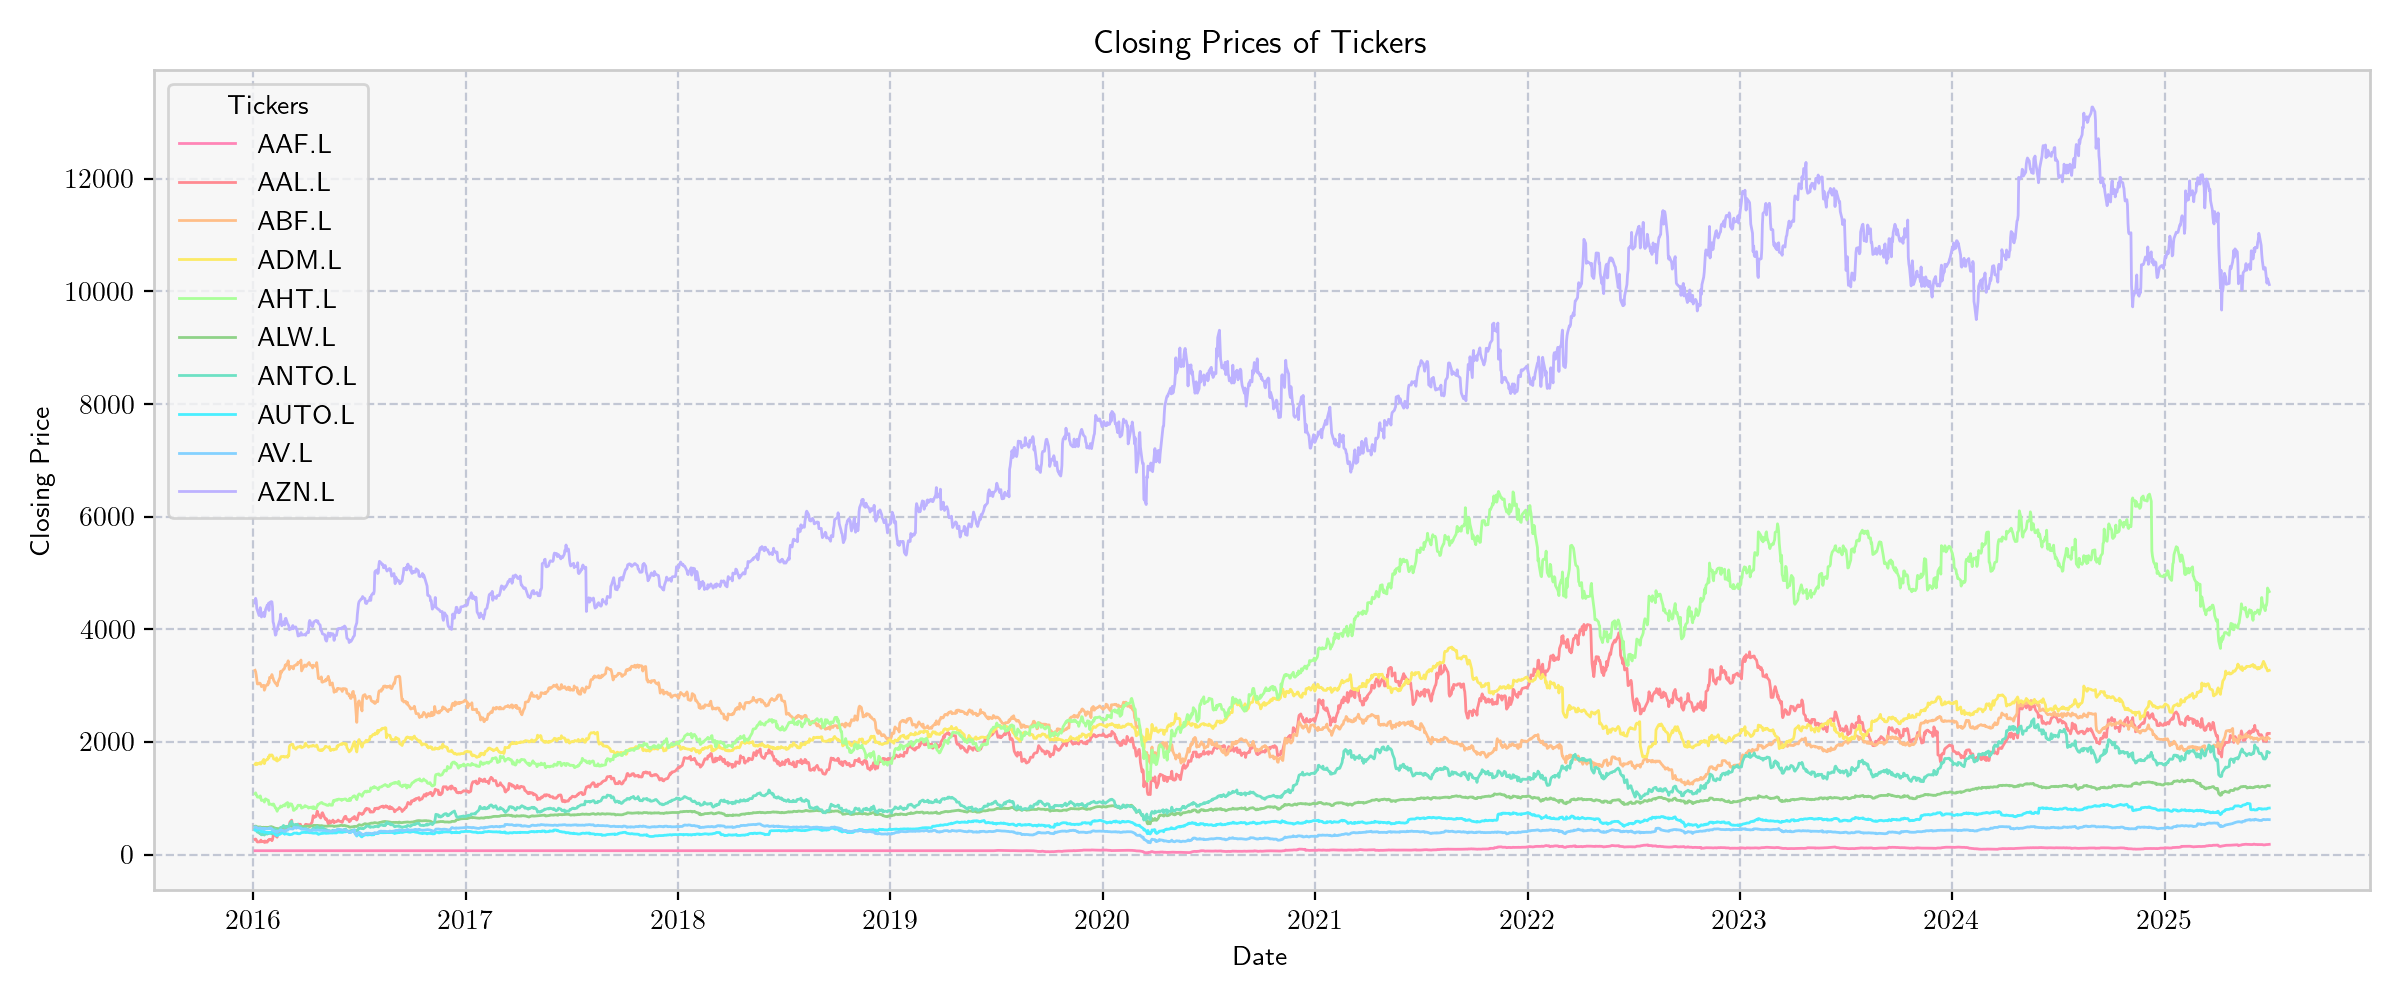 Closing Prices of Tickers
Tickers
AAF.L
AAL.L
ABF.L
ADM.L
AHT.L
ALW.L
ANTO.L
AUTO.L
AV.L
AZN.L
Closing Price
12000
10000
8000
6000
4000
2000
0
2016 2017 2018 2019 2020 2021 2022 2023 2024 2025
Date